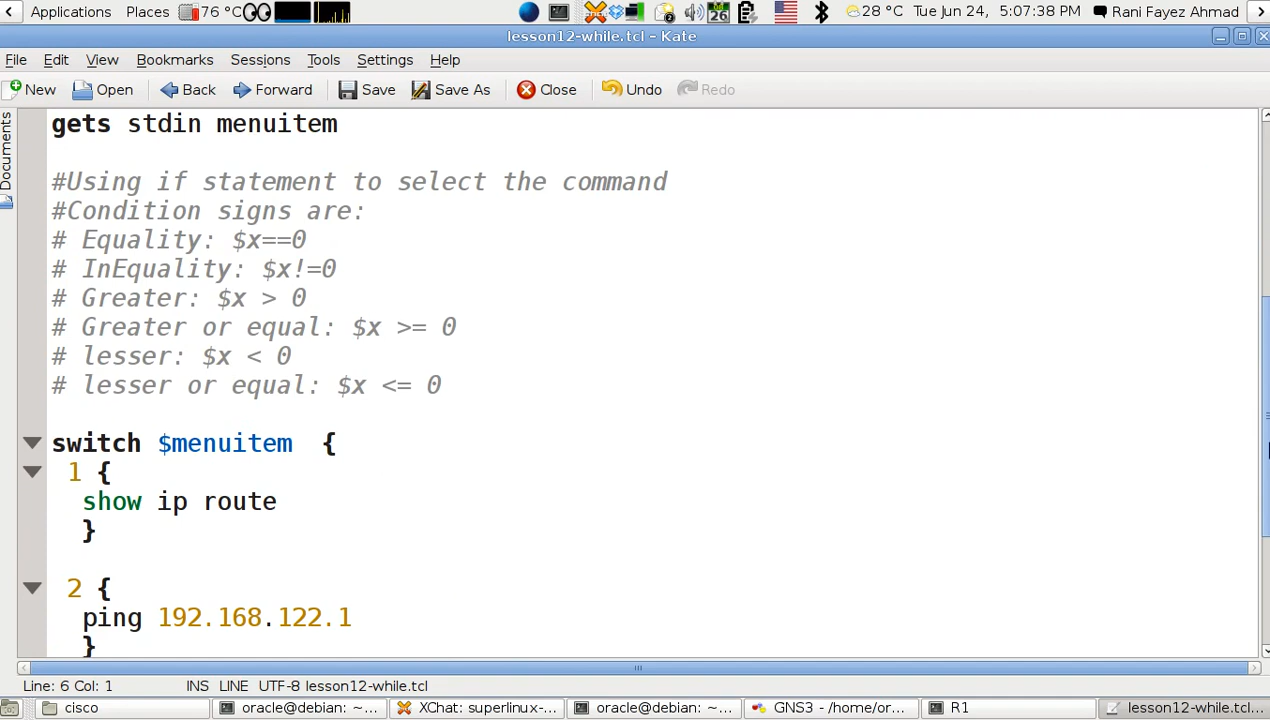 Applications Places 76 °C 26 28 °C Tue Jun 24, 5:07:38 PM Rani Fayez Ahmad
lesson12-while.tcl – Kate
File Edit View Bookmarks Sessions Tools Settings Help
New Open Back Forward Save Save As Close Undo Redo
Documents
gets stdin menuitem
#Using if statement to select the command
#Condition signs are:
# Equality: $x==0
# InEquality: $x!=0
# Greater: $x > 0
# Greater or equal: $x >= 0
# lesser: $x < 0
# lesser or equal: $x <= 0
switch $menuitem {
1 {
show ip route
}
2 {
ping 192.168.122.1
}
Line: 6 Col: 1 INS LINE UTF-8 lesson12-while.tcl
cisco oracle@debian: ~... XChat: superlinux-... oracle@debian: ~... GNS3 - /home/or... R1 lesson12-while.tcl...